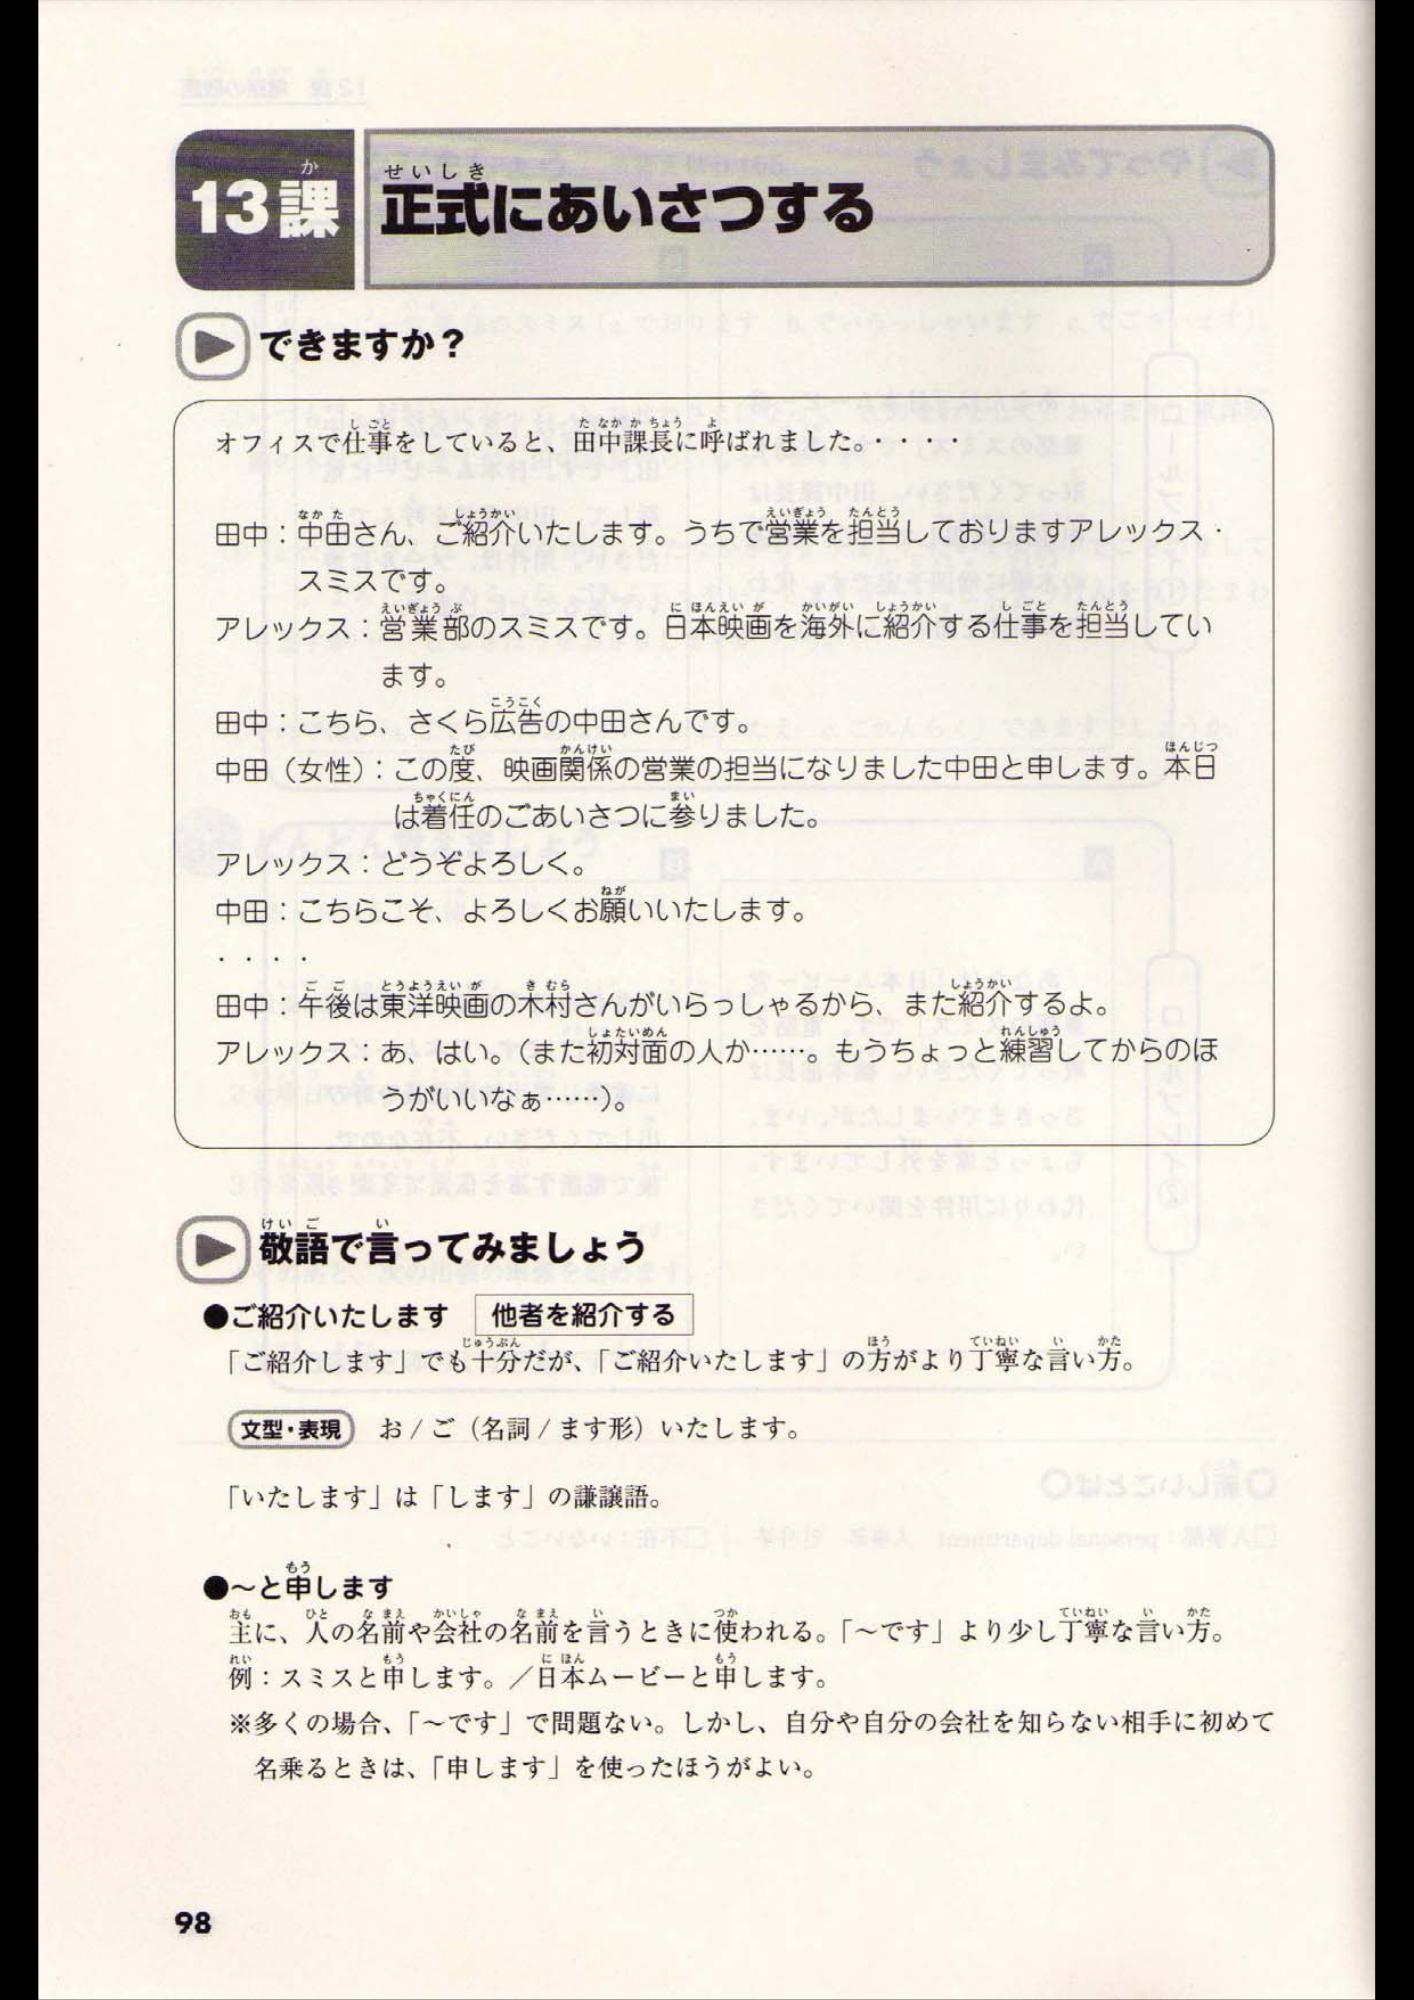 13課 正式にあいさつする
できますか？
オフィスで仕事をしていると、田中課長に呼ばれました。・・・・
田中：中田さん、ご紹介いたします。うちで営業を担当しておりますアレックス・
スミスです。
アレックス：営業部のスミスです。日本映画を海外に紹介する仕事を担当してい
ます。
田中：こちら、さくら広告の中田さんです。
中田（女性）：この度、映画関係の営業の担当になりました中田と申します。本日
は着任のごあいさつに参りました。
アレックス：どうぞよろしく。
中田：こちらこそ、よろしくお願いいたします。
・・・・
田中：午後は東洋映画の木村さんがいらっしゃるから、また紹介するよ。
アレックス：あ、はい。（また初対面の人か……。もうちょっと練習してからのほ
うがいいなぁ……）。
敬語で言ってみましょう
●ご紹介いたします 他者を紹介する
「ご紹介します」でも十分だが、「ご紹介いたします」の方がより丁寧な言い方。
文型・表現 お / ご（名詞 / ます形）いたします。
「いたします」は「します」の謙譲語。
●～と申します
主に、人の名前や会社の名前を言うときに使われる。「～です」より少し丁寧な言い方。
例：スミスと申します。／日本ムービーと申します。
※多くの場合、「～です」で問題ない。しかし、自分や自分の会社を知らない相手に初めて
名乗るときは、「申します」を使ったほうがよい。
98